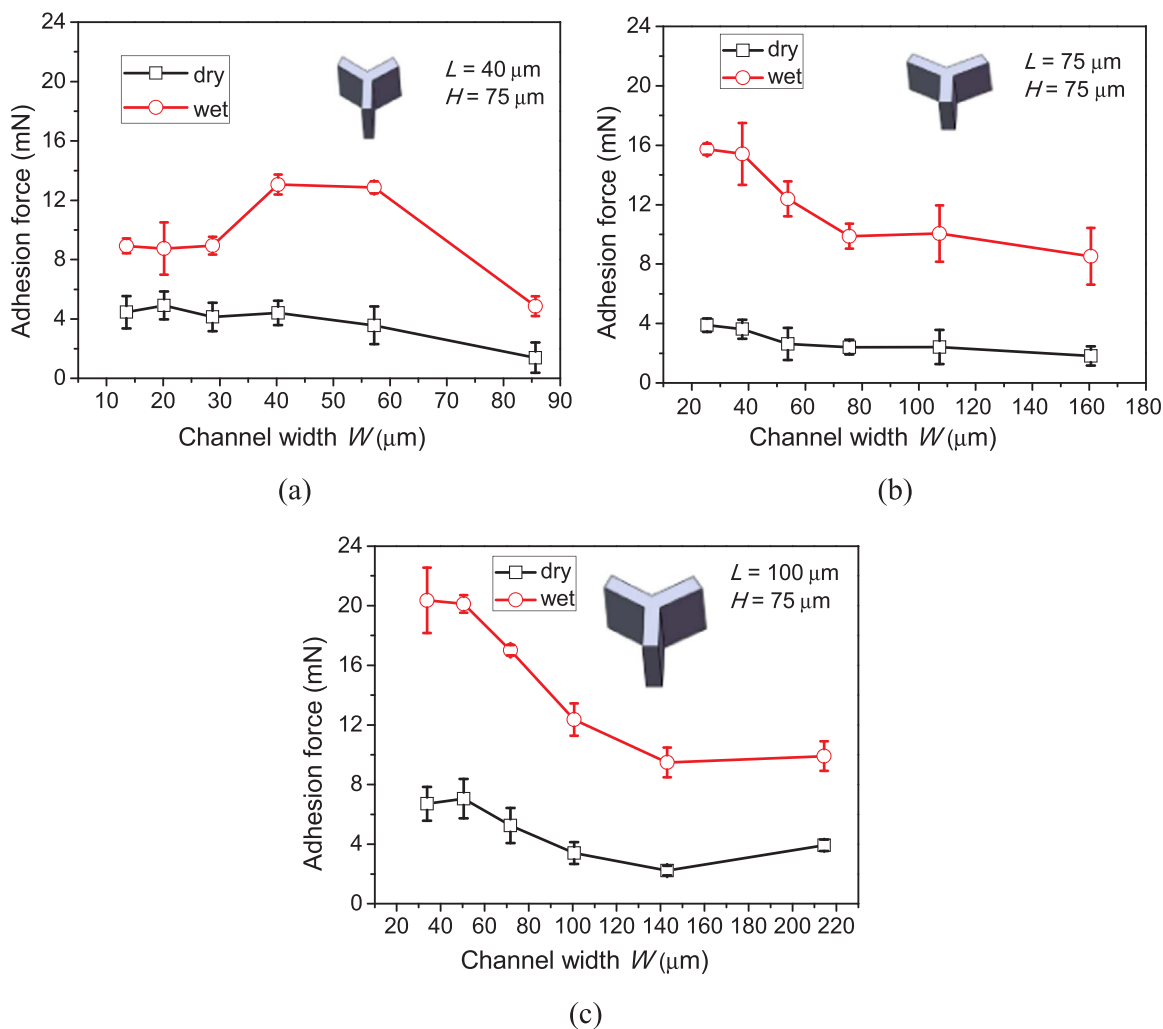 24
20
16
12
8
4
0
Adhesion force (mN)
dry
wet
L = 40 μm
H = 75 μm
10 20 30 40 50 60 70 80 90
Channel width W (μm)
(a)
24
20
16
12
8
4
0
Adhesion force (mN)
dry
wet
L = 75 μm
H = 75 μm
20 40 60 80 100 120 140 160 180
Channel width W (μm)
(b)
24
20
16
12
8
4
0
Adhesion force (mN)
dry
wet
L = 100 μm
H = 75 μm
20 40 60 80 100 120 140 160 180 200 220
Channel width W (μm)
(c)